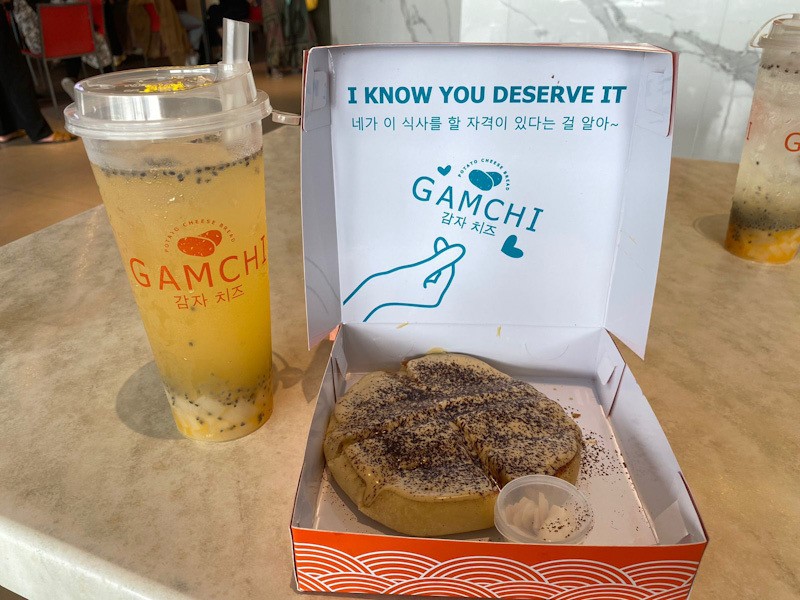 I KNOW YOU DESERVE IT
네가 이 식사를 할 자격이 있다는 걸 알아~
POTATO CHEESE BREAD
GAMCHI
감자 치즈
POTATO CHEESE BREAD
GAMCHI
감자 치즈
G